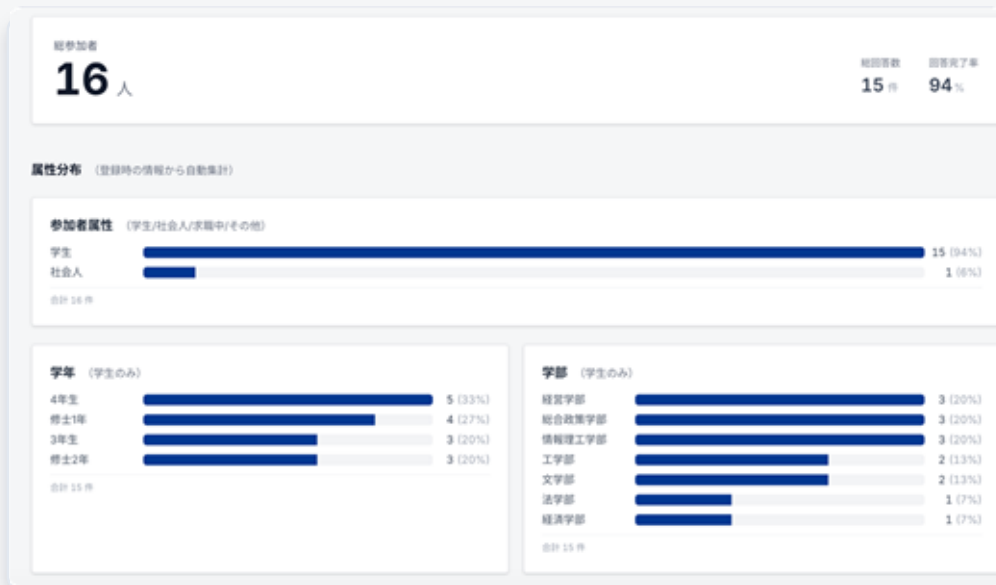 総参加者
16 人
総回答数
15 件
回答完了率
94 %
属性分布 （登録時の情報から自動集計）
参加者属性 （学生/社会人/求職中/その他）
学生 15 (94%)
社会人 1 (6%)
合計 16 件
学年 （学生のみ）
4年生 5 (33%)
修士1年 4 (27%)
3年生 3 (20%)
修士2年 3 (20%)
合計 15 件
学部 （学生のみ）
経営学部 3 (20%)
総合政策学部 3 (20%)
情報理工学部 3 (20%)
工学部 2 (13%)
文学部 2 (13%)
法学部 1 (7%)
経済学部 1 (7%)
合計 15 件